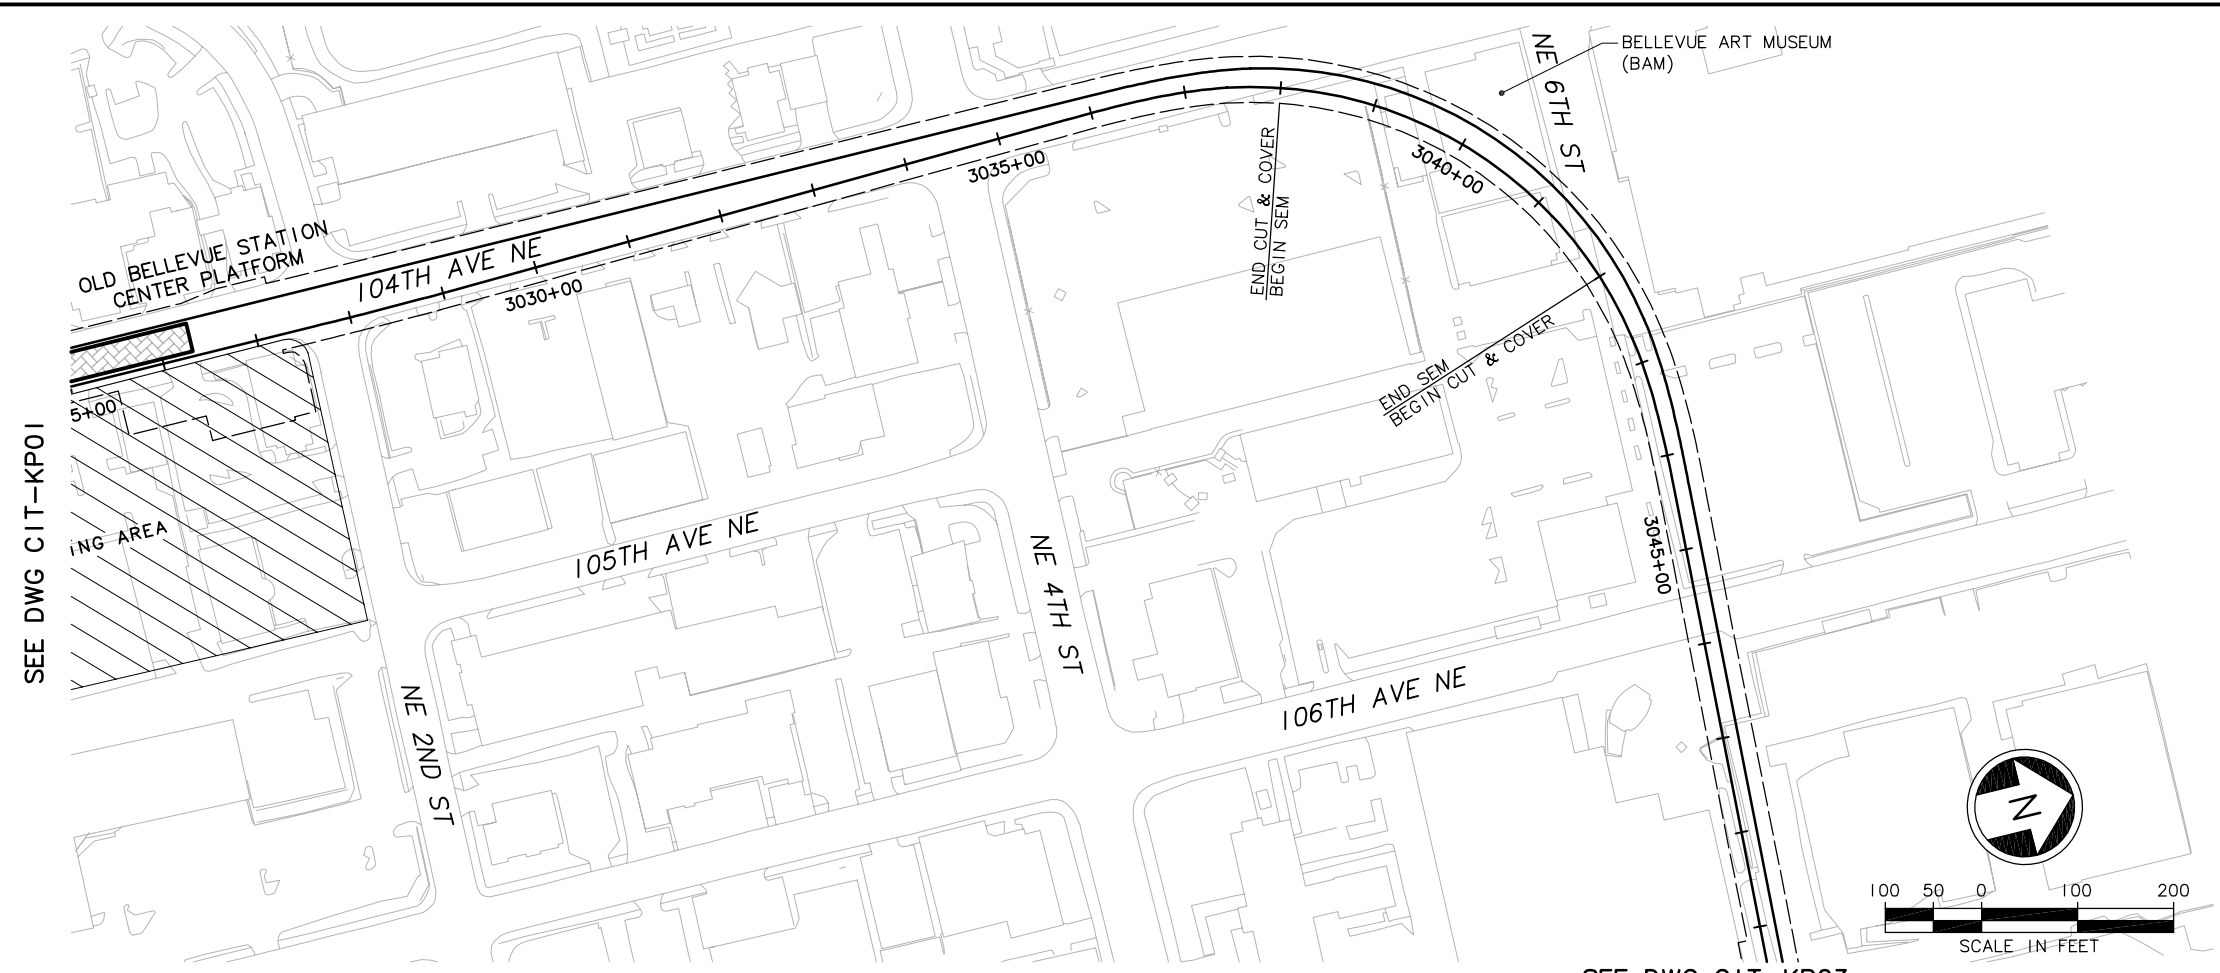 BELLEVUE ART MUSEUM
(BAM)
NE 6TH ST
3035+00
3040+00
END CUT & COVER
BEGIN SEM
OLD BELLEVUE STATION
CENTER PLATFORM
104TH AVE NE
3030+00
END SEM
BEGIN CUT & COVER
5+00
SEE DWG CIT-KP01
ING AREA
105TH AVE NE
3045+00
NE 4TH ST
NE 2ND ST
106TH AVE NE
N
100 50 0 100 200
SCALE IN FEET